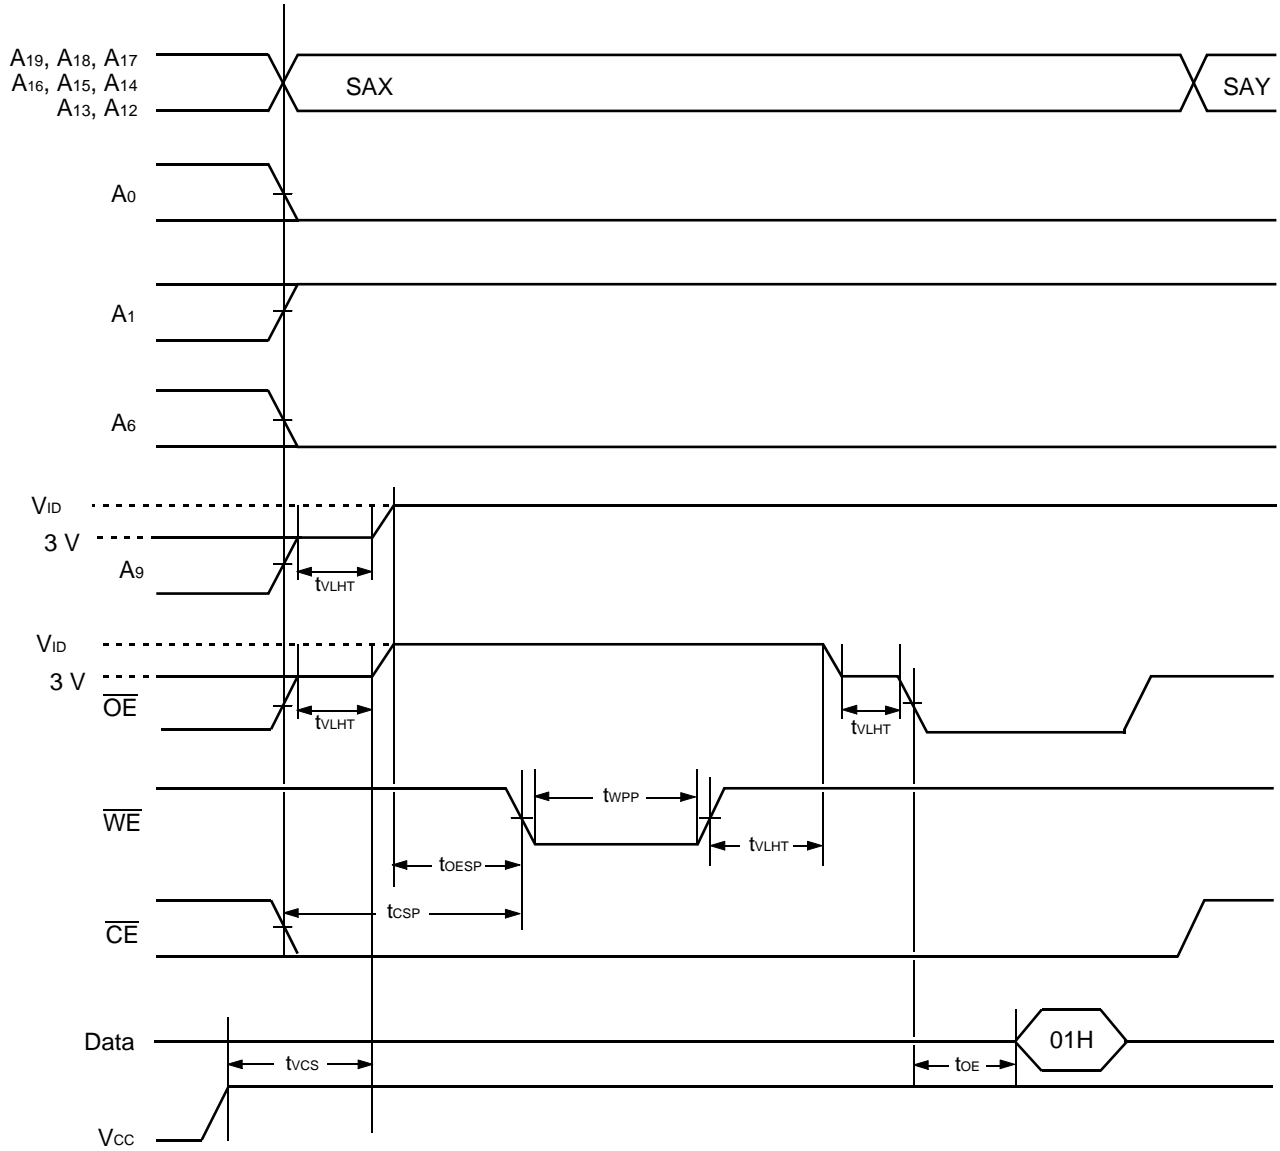 A19, A18, A17
A16, A15, A14
A13, A12
SAX
SAY
A0
A1
A6
VID
3 V
A9
tVLHT
VID
3 V
OE
tVLHT
tVLHT
WE
tWPP
tVLHT
tOESP
CE
tCSP
Data
01H
tVCS
tOE
VCC